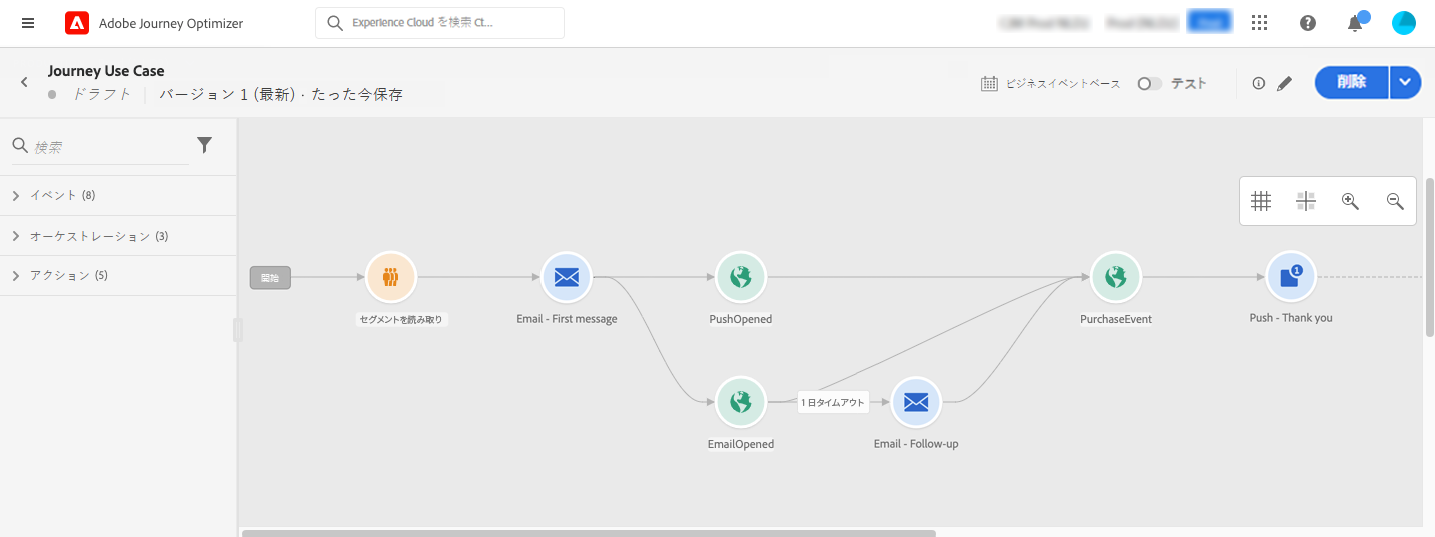 Adobe Journey Optimizer
Experience Cloud を検索 Ct...
Journey Use Case
ドラフト
バージョン 1 (最新)・たった今保存
ビジネスイベントベース
テスト
削除
検索
イベント (8)
オーケストレーション (3)
アクション (5)
開始
セグメントを読み取り
Email - First message
PushOpened
PurchaseEvent
1
Push - Thank you
1 日タイムアウト
EmailOpened
Email - Follow-up